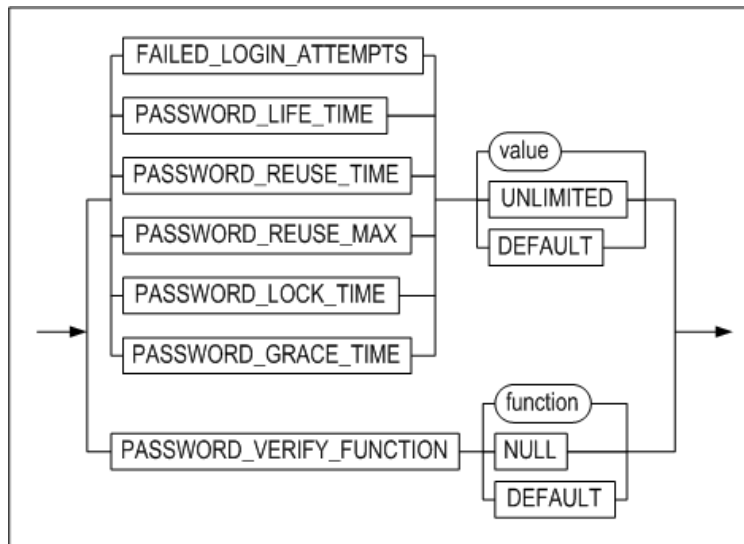 FAILED_LOGIN_ATTEMPTS
PASSWORD_LIFE_TIME
PASSWORD_REUSE_TIME
PASSWORD_REUSE_MAX
PASSWORD_LOCK_TIME
PASSWORD_GRACE_TIME
value
UNLIMITED
DEFAULT
PASSWORD_VERIFY_FUNCTION
function
NULL
DEFAULT